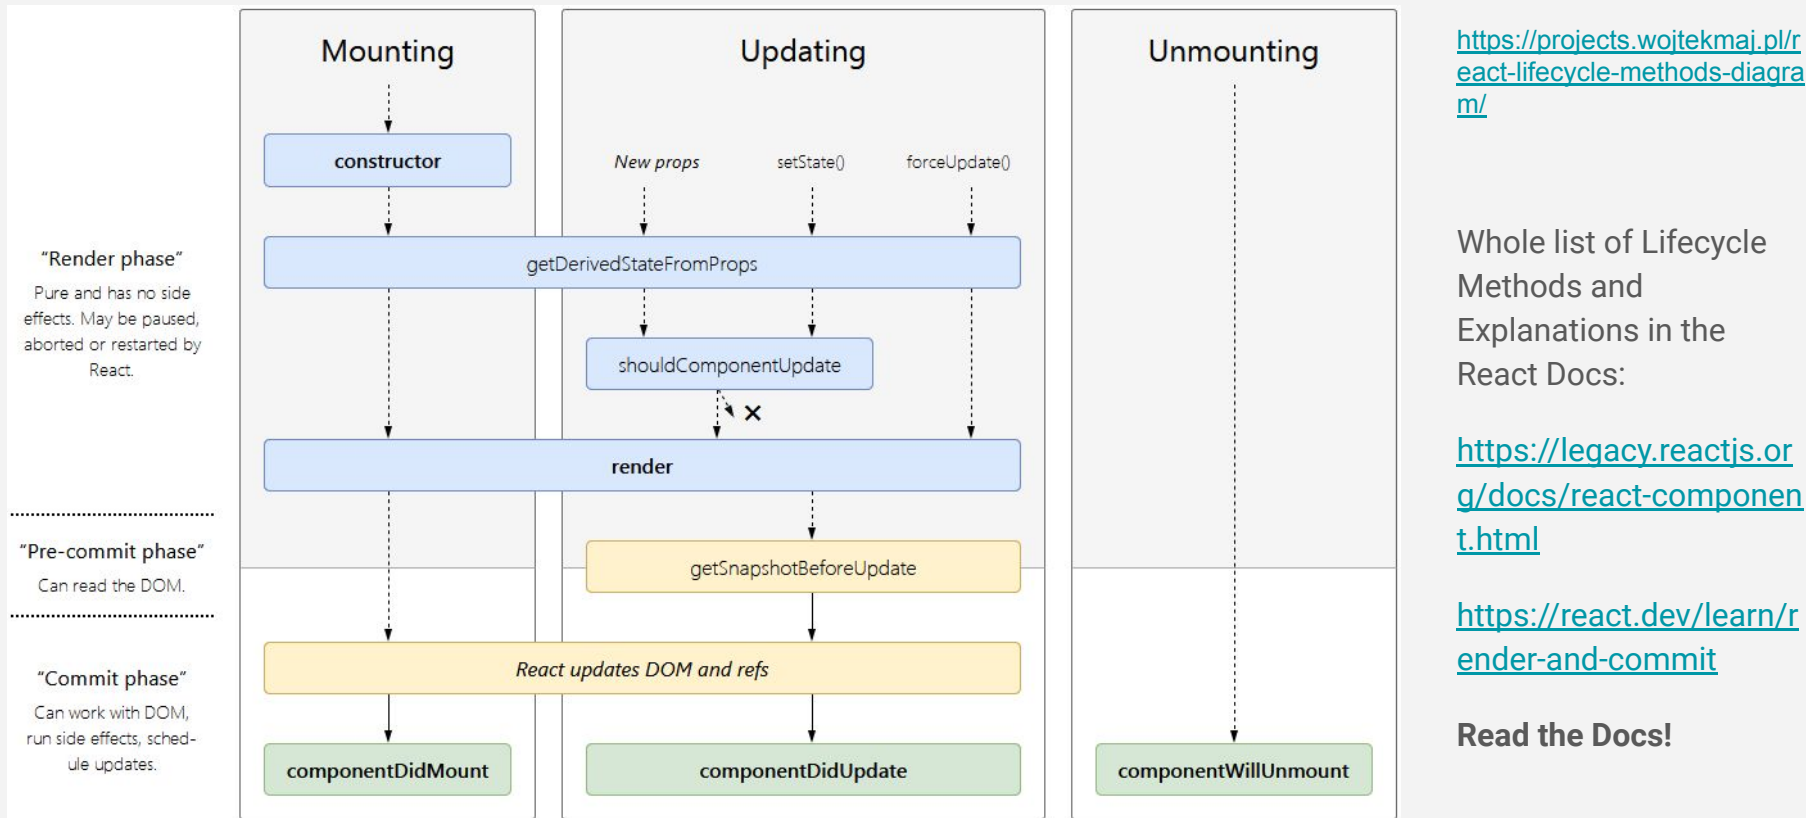 Mounting
Updating
Unmounting
constructor
New props
setState()
forceUpdate()
"Render phase"
Pure and has no side
effects. May be paused,
aborted or restarted by
React.
getDerivedStateFromProps
shouldComponentUpdate
render
"Pre-commit phase"
Can read the DOM.
getSnapshotBeforeUpdate
"Commit phase"
Can work with DOM,
run side effects, sched-
ule updates.
React updates DOM and refs
componentDidMount
componentDidUpdate
componentWillUnmount
https://projects.wojtekmaj.pl/r
eact-lifecycle-methods-diagra
m/
Whole list of Lifecycle
Methods and
Explanations in the
React Docs:
https://legacy.reactjs.or
g/docs/react-componen
t.html
https://react.dev/learn/r
ender-and-commit
Read the Docs!